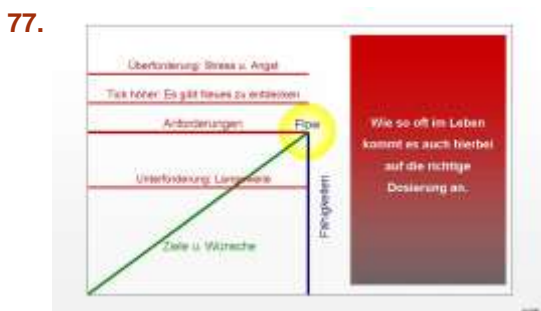 77.
Überforderung: Stress u. Angst
Tick höher: Es gibt Neues zu entdecken
Anforderungen
Flow
Unterforderung: Langeweile
Fähigkeiten
Ziele u. Wünsche
Wie so oft im Leben
kommt es auch hierbei
auf die richtige
Dosierung an.